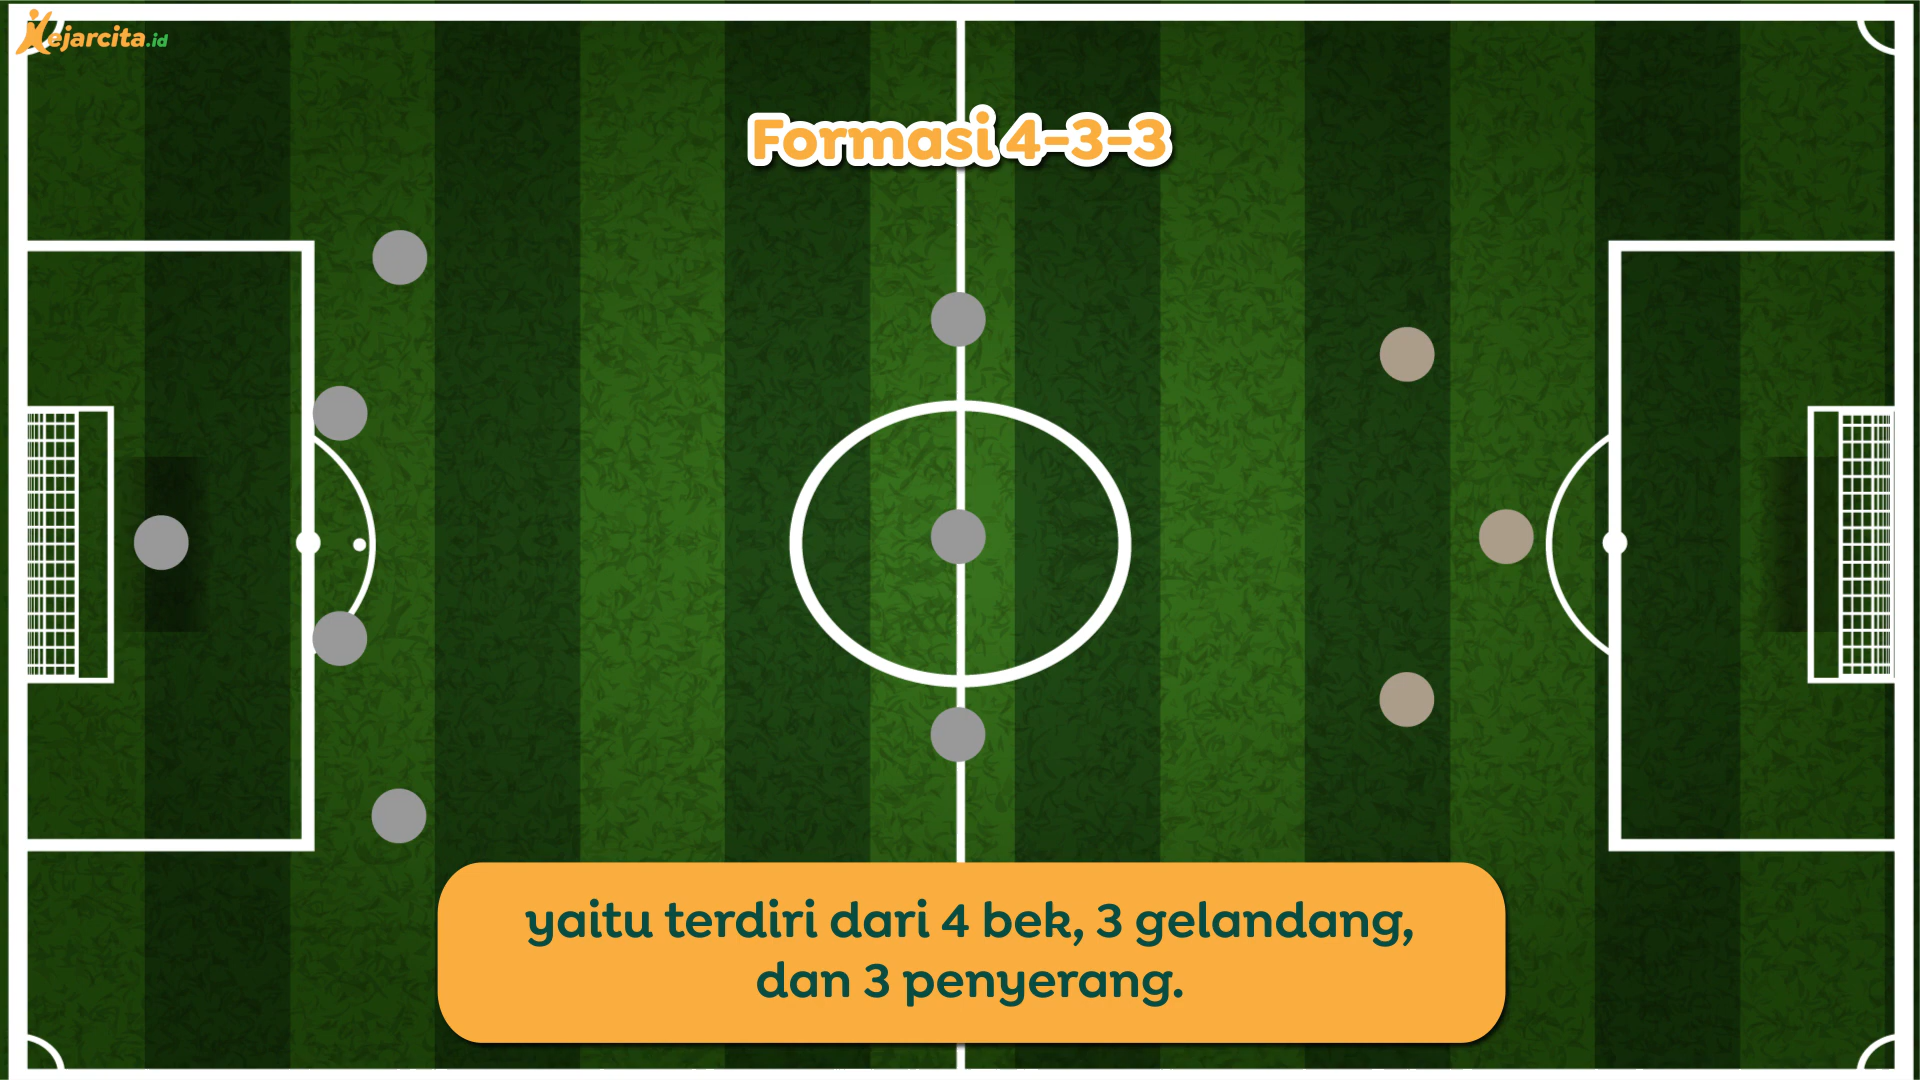 Kejarcita.id
Formasi 4-3-3
yaitu terdiri dari 4 bek, 3 gelandang,
dan 3 penyerang.